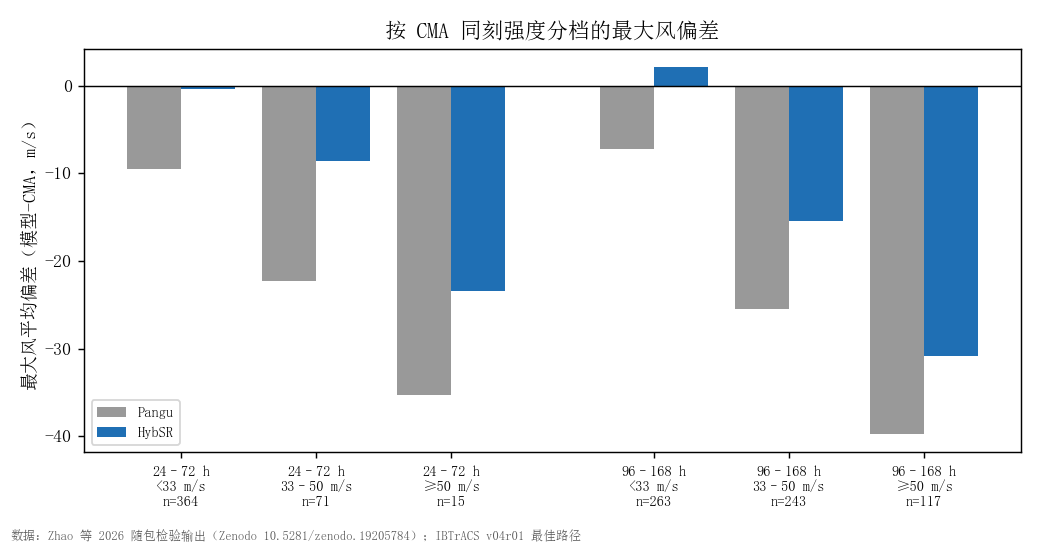 按 CMA 同刻强度分档的最大风偏差
最大风平均偏差（模型-CMA，m/s）
0
−10
−20
−30
−40
Pangu
HybSR
24–72 h
<33 m/s
n=364
24–72 h
33–50 m/s
n=71
24–72 h
≥50 m/s
n=15
96–168 h
<33 m/s
n=263
96–168 h
33–50 m/s
n=243
96–168 h
≥50 m/s
n=117
数据：Zhao 等 2026 随包检验输出（Zenodo 10.5281/zenodo.19205784）；IBTrACS v04r01 最佳路径